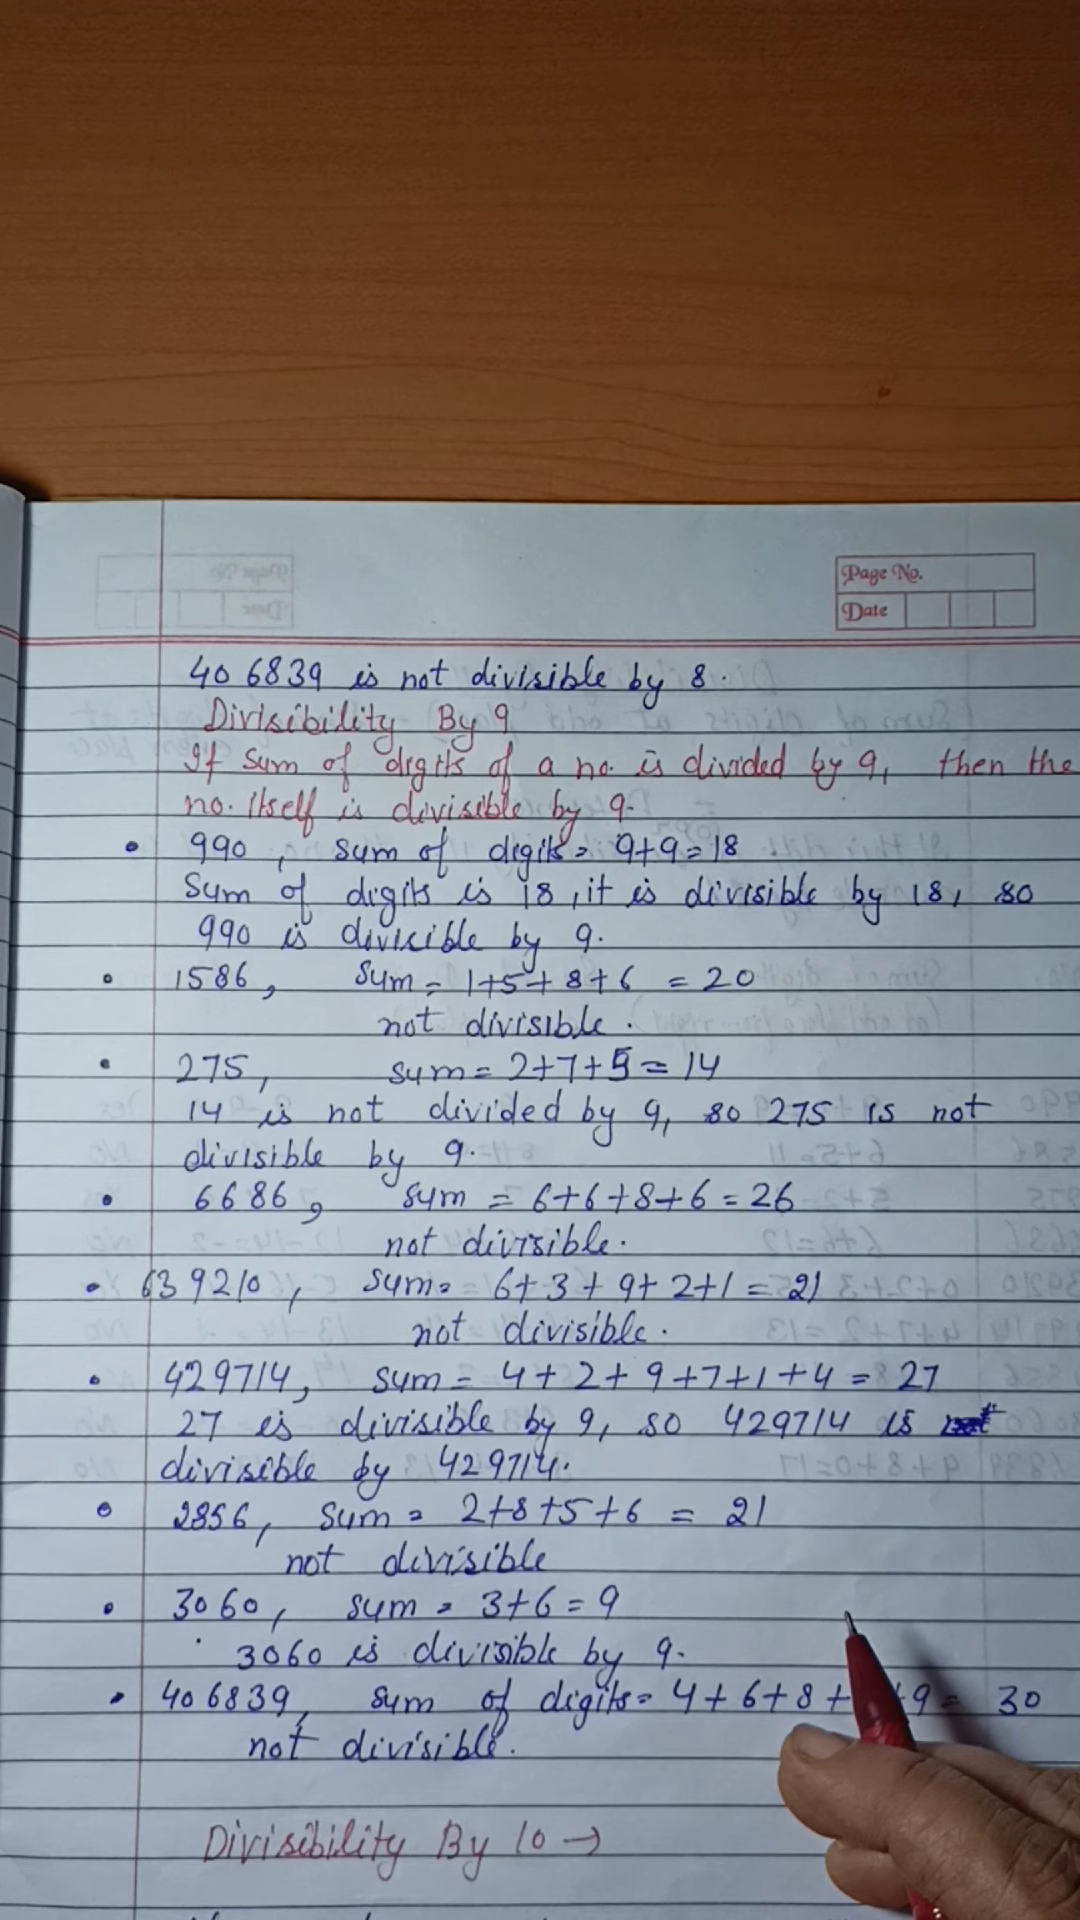 Page No.
Date
406839 is not divisible by 8.
Divisibility By 9
If sum of digits of a no. is divided by 9, then the
no. itself is divisible by 9.
• 990, sum of digits = 9+9=18
sum of digits is 18, it is divisible by 18, so
990 is divisible by 9.
• 1586, sum = 1+5+8+6 = 20
not divisible.
• 275, sum = 2+7+5 = 14
14 is not divided by 9, so 275 is not
divisible by 9.
• 6686, sum = 6+6+8+6 = 26
not divisible.
• 639210, sum = 6+3+9+2+1 = 21
not divisible.
• 429714, sum = 4+2+9+7+1+4 = 27
27 is divisible by 9, so 429714 is
divisible by 429714.
• 2856, sum = 2+8+5+6 = 21
not divisible
• 3060, sum = 3+6=9
3060 is divisible by 9.
• 406839, sum of digits = 4+6+8+ +9 = 30
not divisible.
Divisibility By 10 →